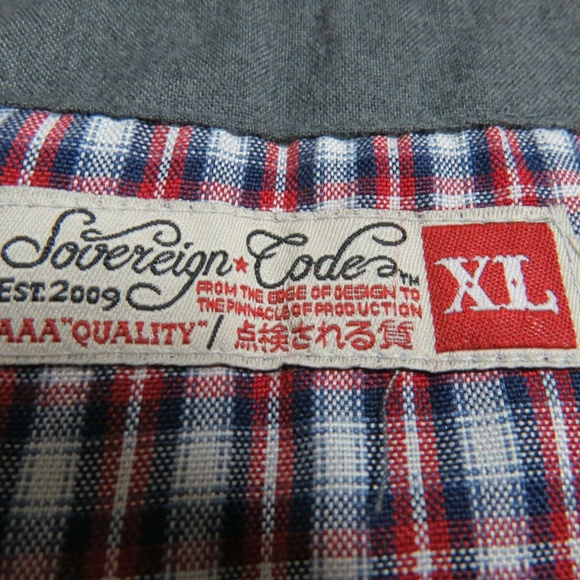 Sovereign★Code™
XL
EST. 2009
FROM THE EDGE OF DESIGN TO
THE PINNACLE OF PRODUCTION
AAA"QUALITY"/ 点検される質